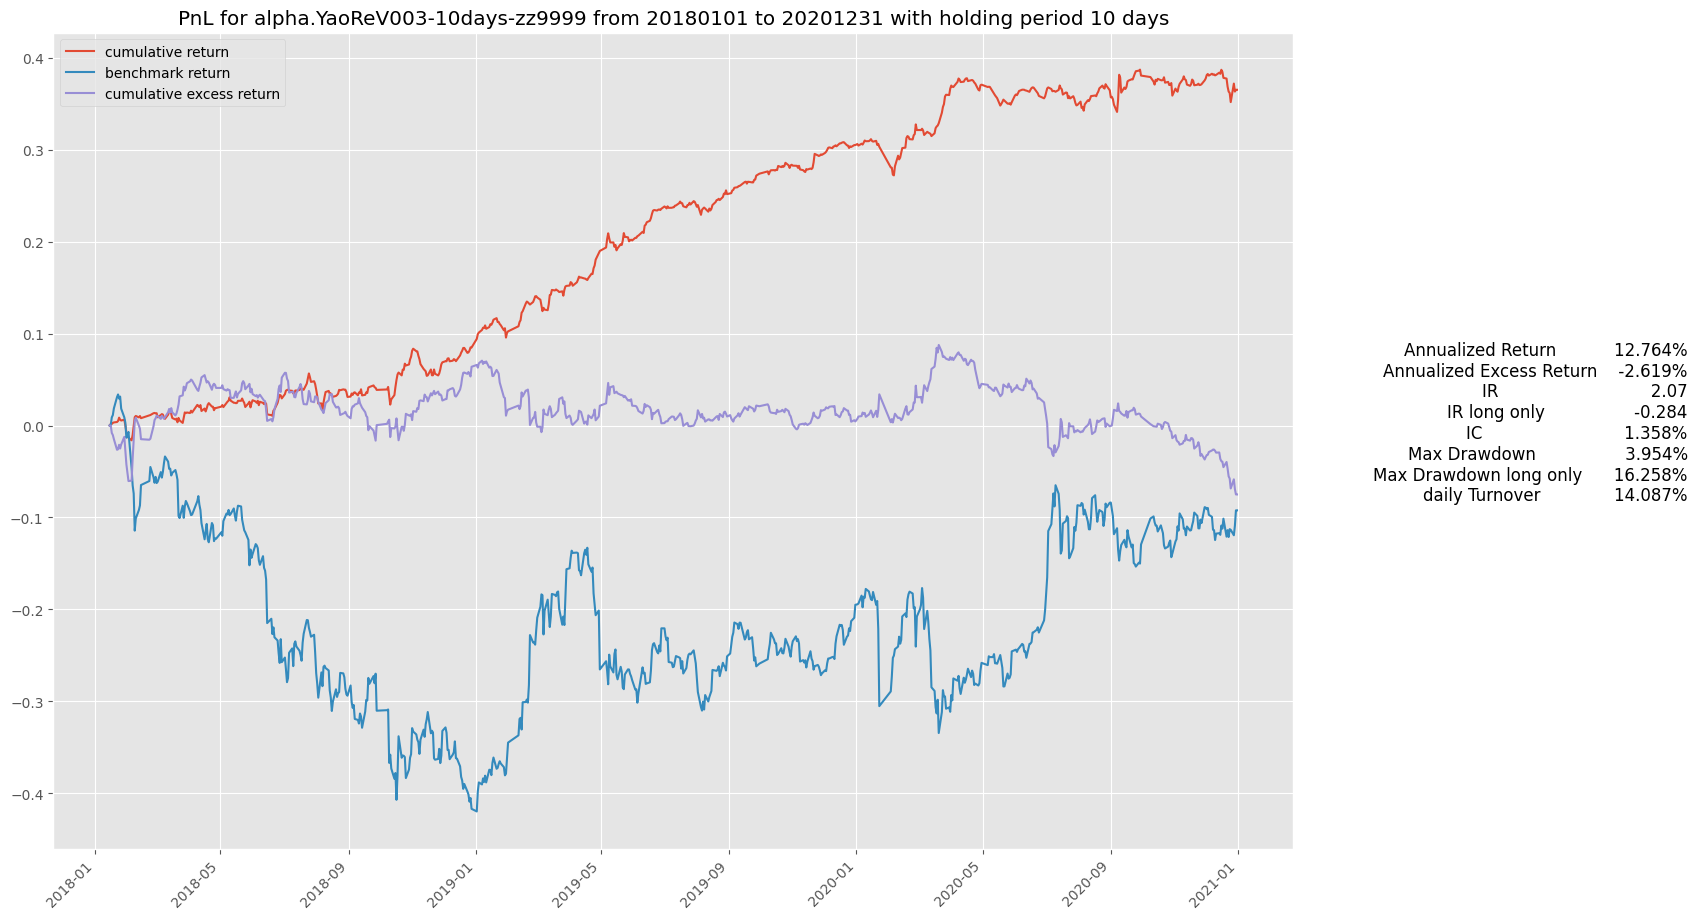 PnL for alpha.YaoReV003-10days-zz9999 from 20180101 to 20201231 with holding period 10 days
cumulative return
benchmark return
cumulative excess return
0.4
0.3
0.2
0.1
0.0
−0.1
−0.2
−0.3
−0.4
2018-01
2018-05
2018-09
2019-01
2019-05
2019-09
2020-01
2020-05
2020-09
2021-01
Annualized Return 12.764%
Annualized Excess Return -2.619%
IR 2.07
IR long only -0.284
IC 1.358%
Max Drawdown 3.954%
Max Drawdown long only 16.258%
daily Turnover 14.087%